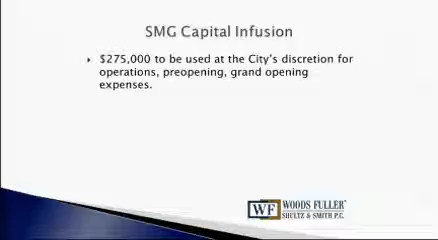 SMG Capital Infusion
$275,000 to be used at the City's discretion for
operations, preopening, grand opening
expenses.
WF WOODS FULLER
SHULTZ & SMITH P.C.